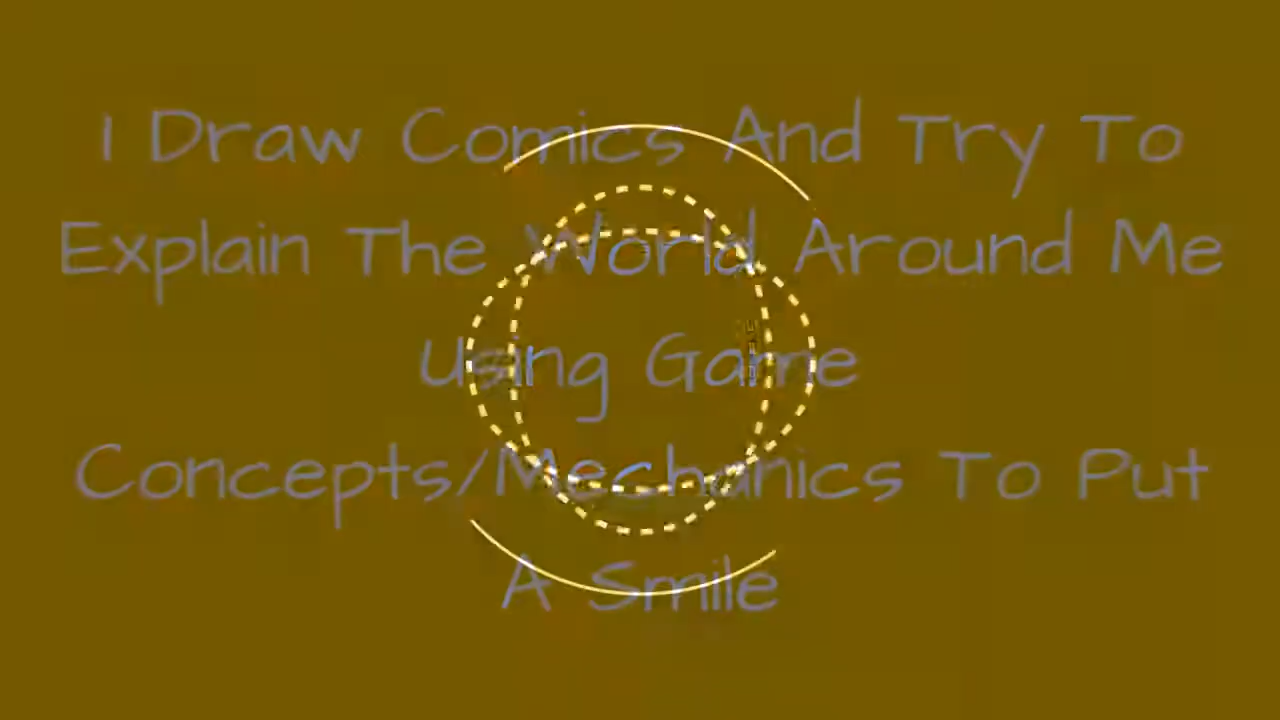 I Draw Comics And Try To
Explain The World Around Me
Using Game
Concepts/Mechanics To Put
A Smile